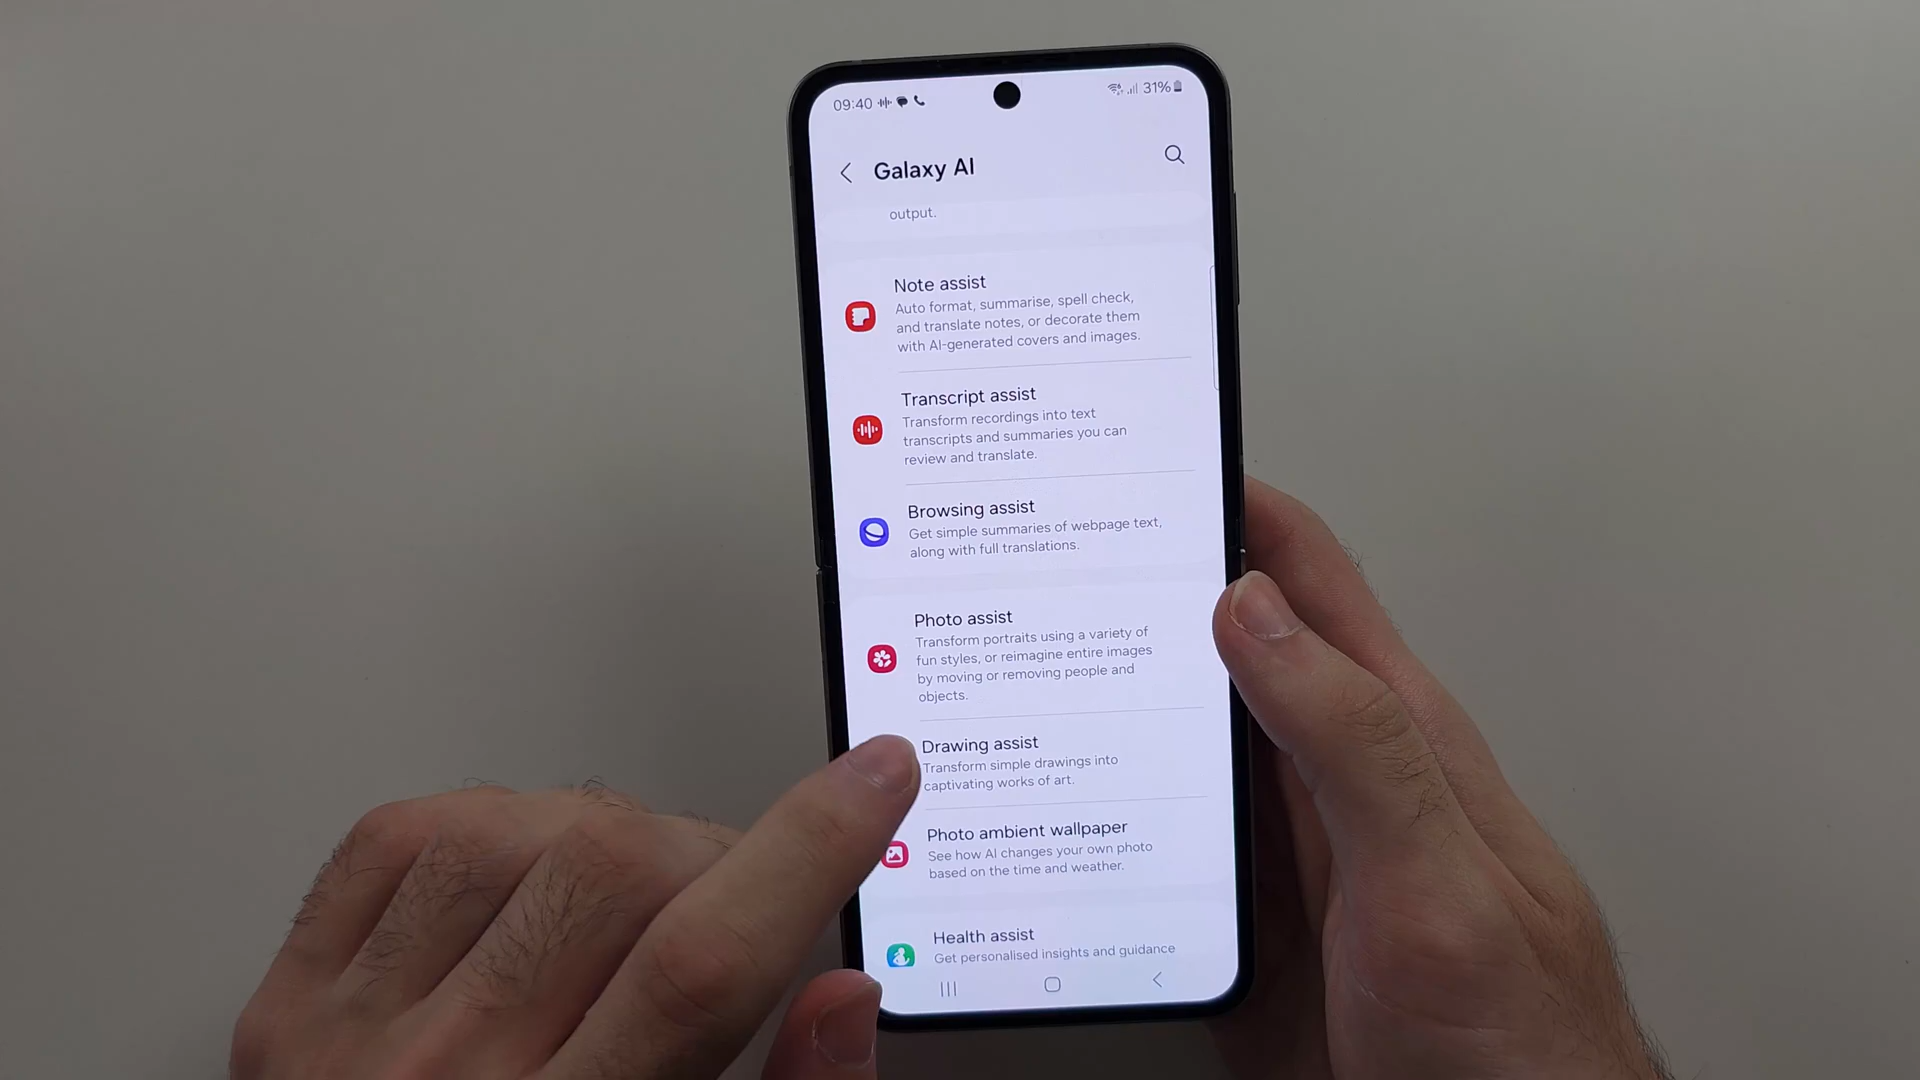 09:40
31%
Galaxy AI
output.
Note assist
Auto format, summarise, spell check,
and translate notes, or decorate them
with AI-generated covers and images.
Transcript assist
Transform recordings into text
transcripts and summaries you can
review and translate.
Browsing assist
Get simple summaries of webpage text,
along with full translations.
Photo assist
Transform portraits using a variety of
fun styles, or reimagine entire images
by moving or removing people and
objects.
Drawing assist
Transform simple drawings into
captivating works of art.
Photo ambient wallpaper
See how AI changes your own photo
based on the time and weather.
Health assist
Get personalised insights and guidance